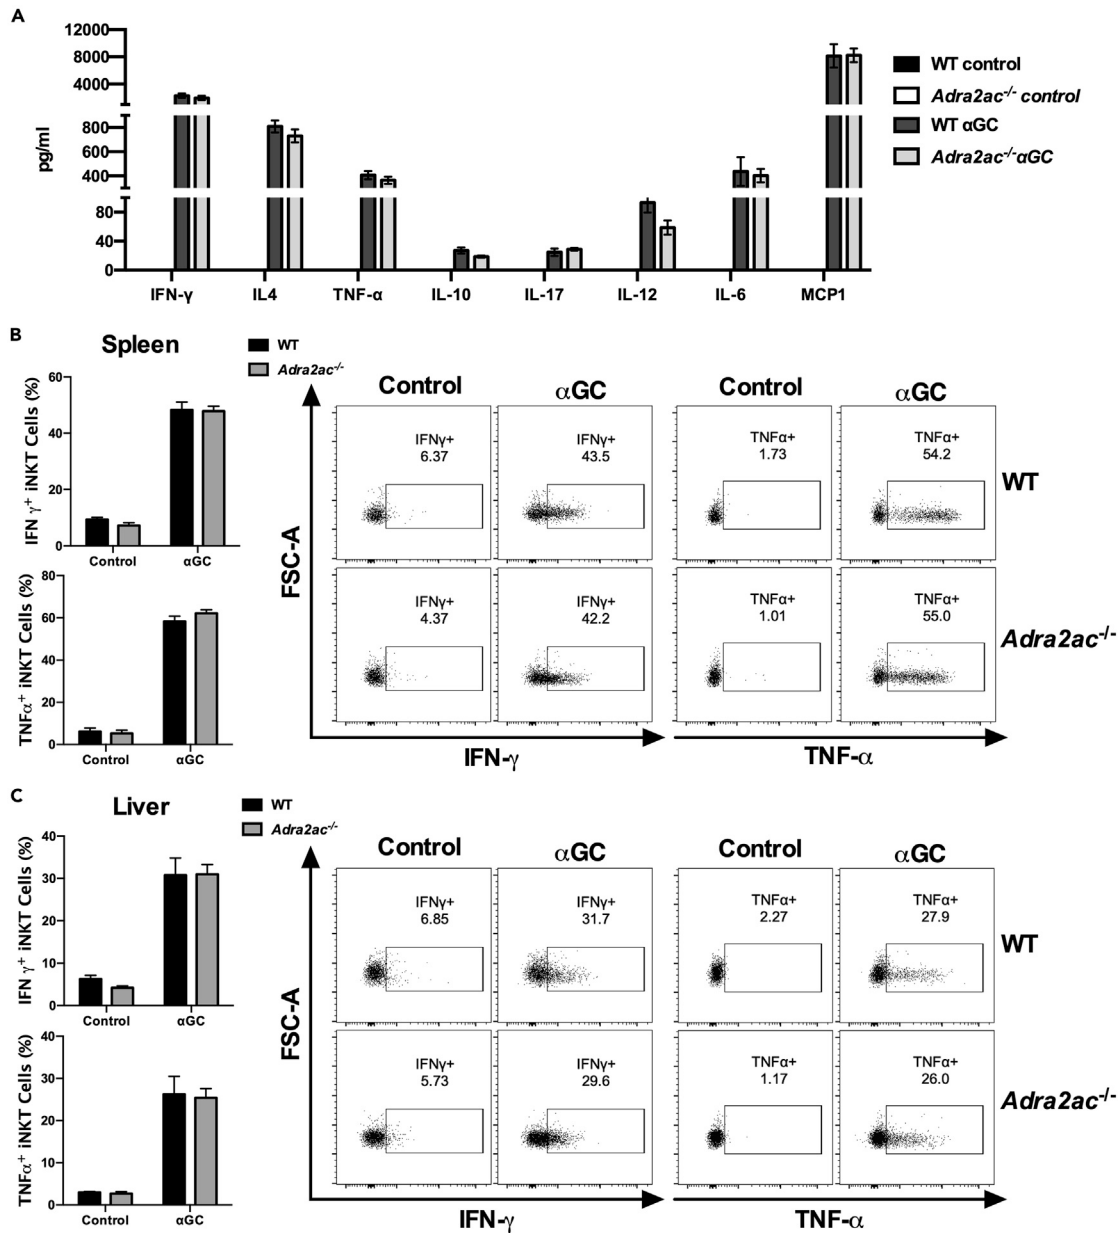 A
12000
8000
4000
800
600
400
80
40
0
pg/ml
IFN-γ IL4 TNF-α IL-10 IL-17 IL-12 IL-6 MCP1
WT control
Adra2ac-/- control
WT αGC
Adra2ac-/-αGC
B
Spleen
WT
Adra2ac-/-
IFN γ+ iNKT Cells (%)
60
40
20
0
Control αGC
TNFα+ iNKT Cells (%)
80
60
40
20
0
Control αGC
Control αGC Control αGC
FSC-A
IFNγ+ IFNγ+ TNFα+ TNFα+
6.37 43.5 1.73 54.2
WT
IFNγ+ IFNγ+ TNFα+ TNFα+
4.37 42.2 1.01 55.0
Adra2ac-/-
IFN-γ TNF-α
C
Liver
WT
Adra2ac-/-
IFN γ+ iNKT Cells (%)
40
30
20
10
0
Control αGC
TNFα+ iNKT Cells (%)
40
30
20
10
0
Control αGC
Control αGC Control αGC
FSC-A
IFNγ+ IFNγ+ TNFα+ TNFα+
6.85 31.7 2.27 27.9
WT
IFNγ+ IFNγ+ TNFα+ TNFα+
5.73 29.6 1.17 26.0
Adra2ac-/-
IFN-γ TNF-α